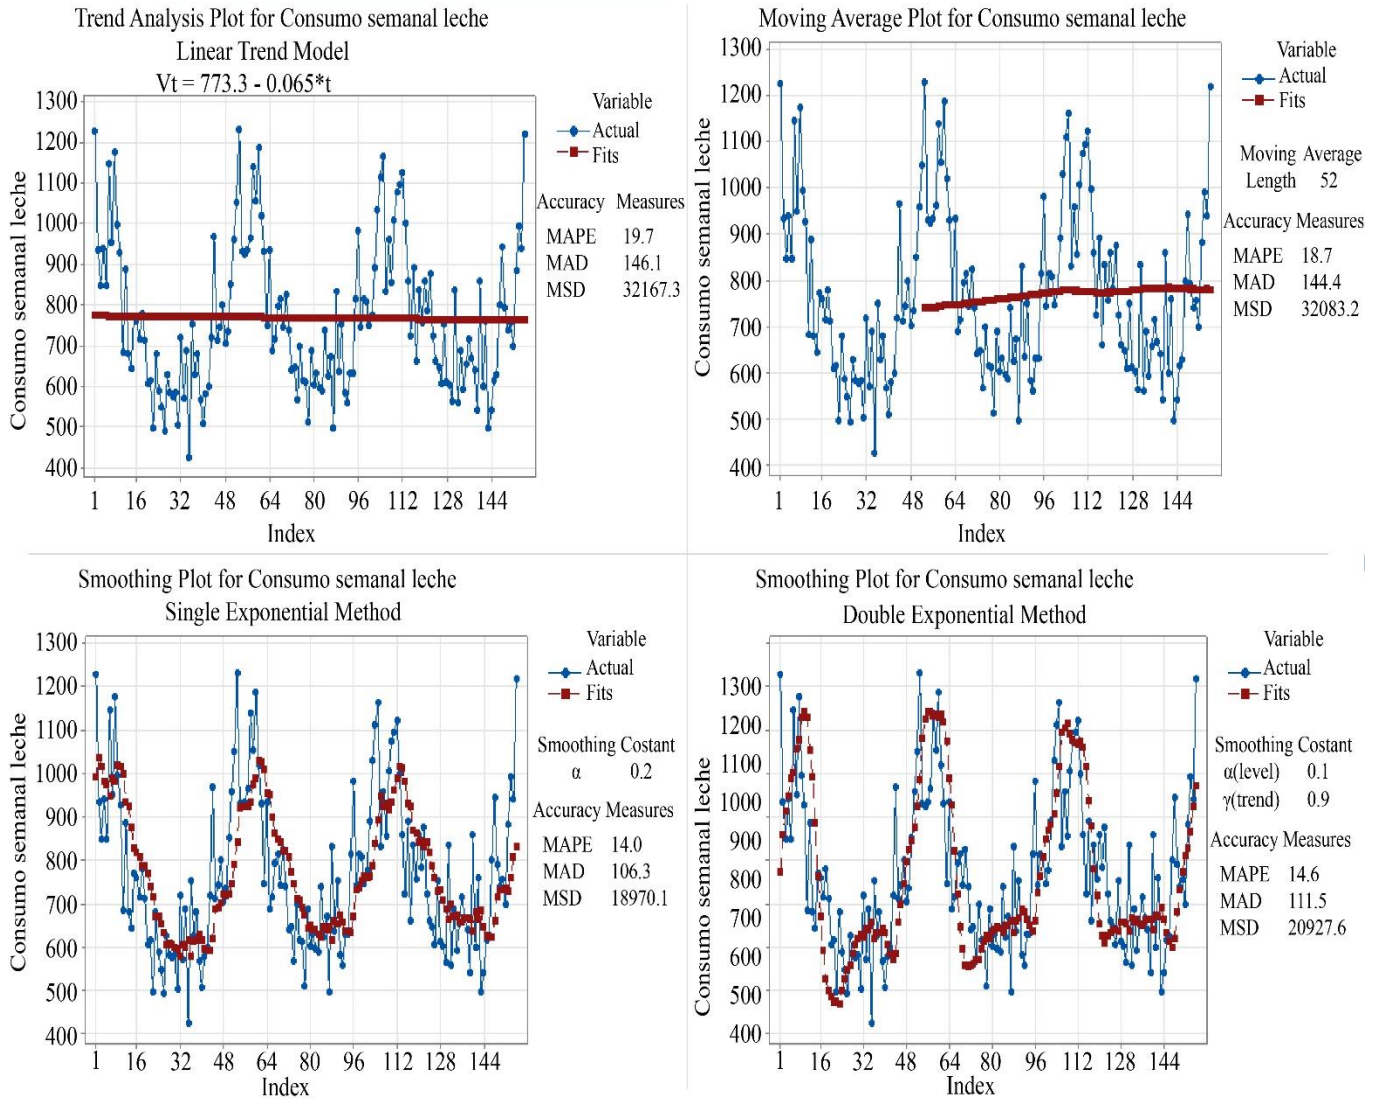 Trend Analysis Plot for Consumo semanal leche
Linear Trend Model
Vt = 773.3 - 0.065*t
1300
1200
1100
1000
900
800
700
600
500
400
Consumo semanal leche
1 16 32 48 64 80 96 112 128 144
Index
Variable
Actual
Fits
Accuracy Measures
MAPE 19.7
MAD 146.1
MSD 32167.3
Moving Average Plot for Consumo semanal leche
1300
1200
1100
1000
900
800
700
600
500
400
Consumo semanal leche
1 16 32 48 64 80 96 112 128 144
Index
Variable
Actual
Fits
Moving Average
Length 52
Accuracy Measures
MAPE 18.7
MAD 144.4
MSD 32083.2
Smoothing Plot for Consumo semanal leche
Single Exponential Method
1300
1200
1100
1000
900
800
700
600
500
400
Consumo semanal leche
1 16 32 48 64 80 96 112 128 144
Index
Variable
Actual
Fits
Smoothing Costant
α 0.2
Accuracy Measures
MAPE 14.0
MAD 106.3
MSD 18970.1
Smoothing Plot for Consumo semanal leche
Double Exponential Method
1300
1200
1100
1000
900
800
700
600
500
400
Consumo semanal leche
1 16 32 48 64 80 96 112 128 144
Index
Variable
Actual
Fits
Smoothing Costant
α(level) 0.1
γ(trend) 0.9
Accuracy Measures
MAPE 14.6
MAD 111.5
MSD 20927.6